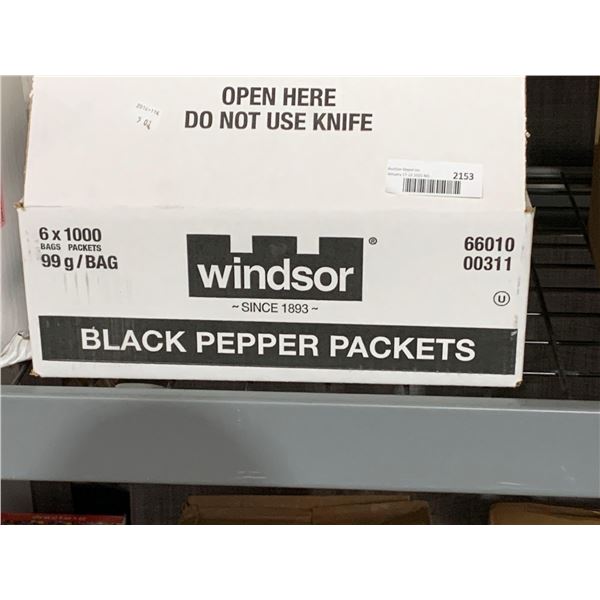 OPEN HERE
DO NOT USE KNIFE
2153
6 x 1000
BAGS PACKETS
99 g/BAG
windsor®
~ SINCE 1893 ~
66010
00311
U
BLACK PEPPER PACKETS